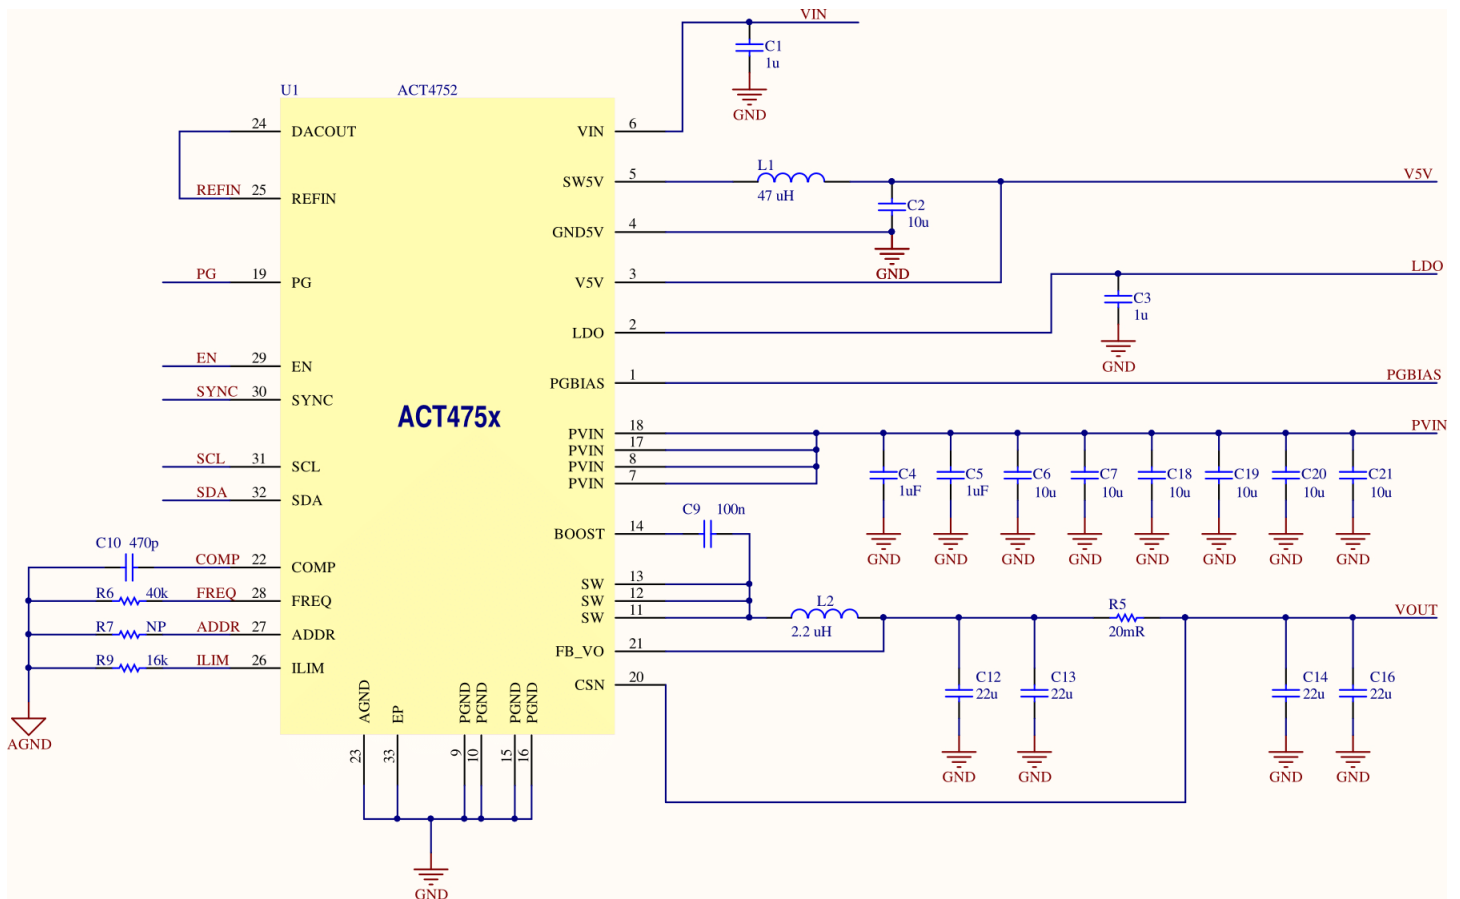 VIN
C1
1u
GND
U1 ACT4752
24 DACOUT
VIN 6
REFIN 25 REFIN
SW5V 5
L1
47 uH
V5V
C2
10u
GND5V 4
GND
PG 19 PG
V5V 3
LDO
C3
1u
LDO 2
GND
EN 29 EN
PGBIAS 1
PGBIAS
SYNC 30 SYNC
ACT475x
PVIN 18
PVIN
PVIN 17
PVIN 8
PVIN 7
SCL 31 SCL
SDA 32 SDA
C4
1uF
C5
1uF
C6
10u
C7
10u
C18
10u
C19
10u
C20
10u
C21
10u
GND GND GND GND GND GND GND GND
BOOST 14
C9 100n
C10 470p
COMP 22 COMP
R6 40k FREQ 28 FREQ
R7 NP ADDR 27 ADDR
R9 16k ILIM 26 ILIM
AGND
SW 13
SW 12
SW 11
L2
2.2 uH
R5
20mR
VOUT
FB_VO 21
CSN 20
C12
22u
C13
22u
C14
22u
C16
22u
GND GND GND GND
AGND EP PGND PGND PGND PGND
23 33 9 10 15 16
GND